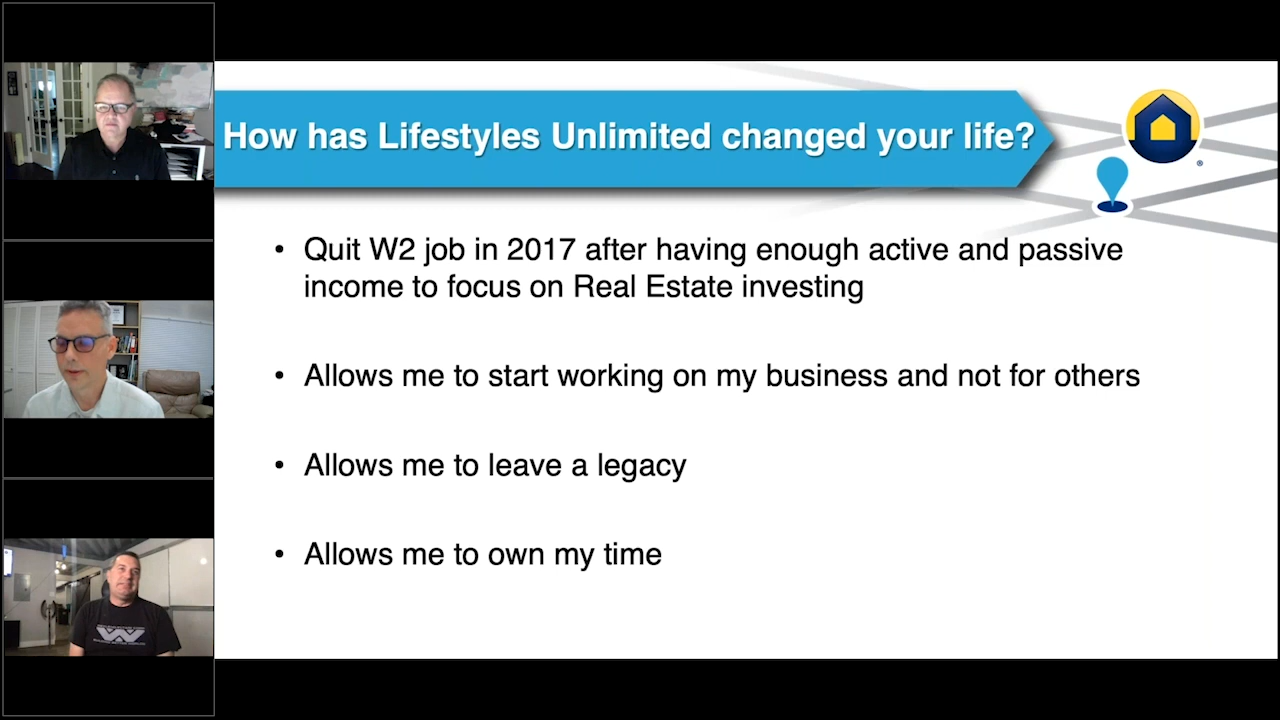 How has Lifestyles Unlimited changed your life?
®
• Quit W2 job in 2017 after having enough active and passive
income to focus on Real Estate investing
• Allows me to start working on my business and not for others
• Allows me to leave a legacy
• Allows me to own my time